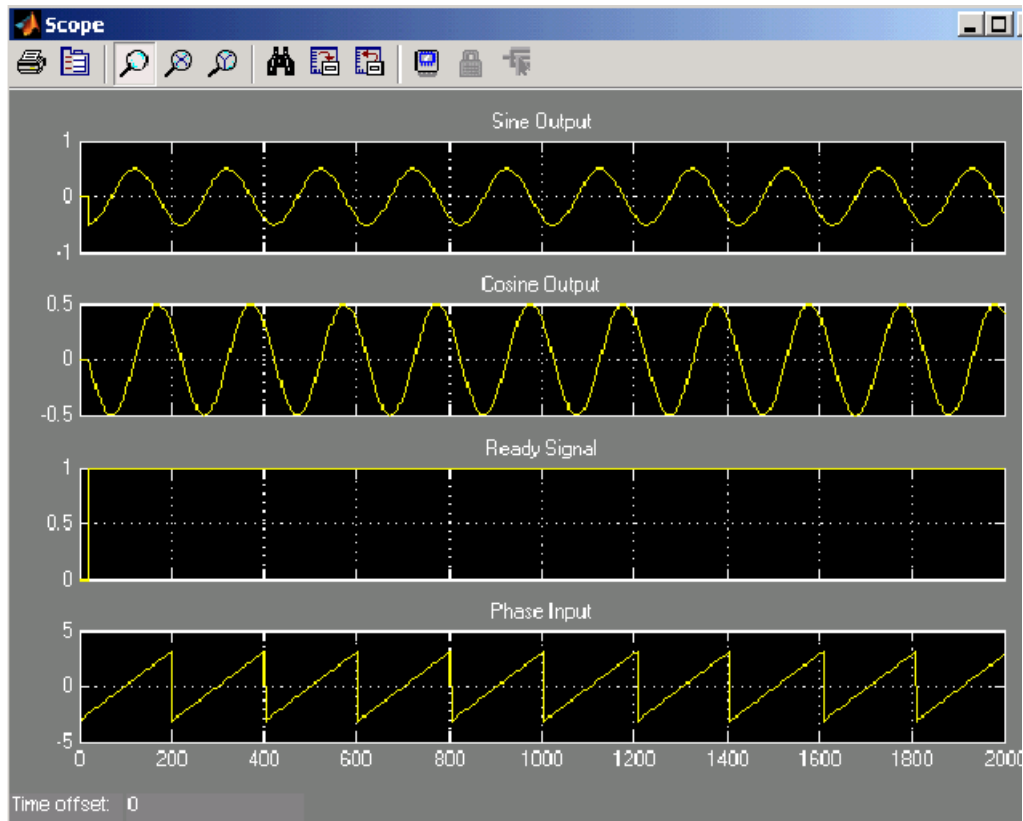 Scope
Sine Output
1
0
-1
Cosine Output
0.5
0
-0.5
Ready Signal
1
0.5
0
Phase Input
5
0
-5
0 200 400 600 800 1000 1200 1400 1600 1800 2000
Time offset: 0